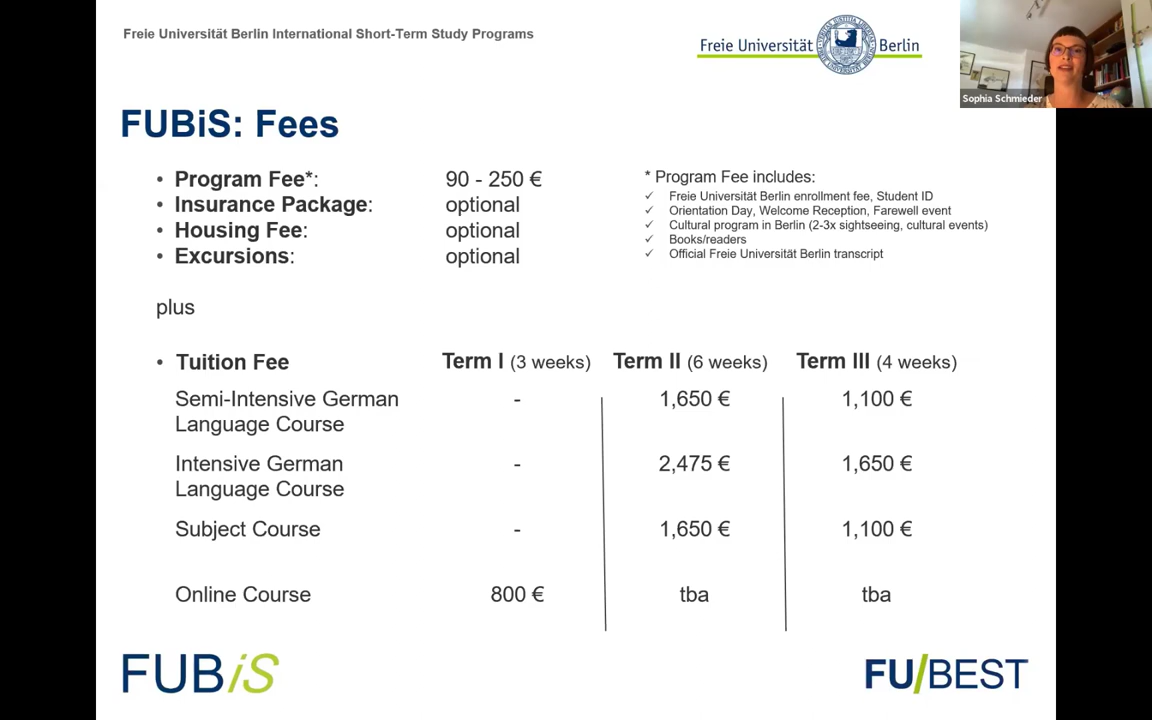 Freie Universität Berlin International Short-Term Study Programs
Freie Universität Berlin
Sophia Schmieder
FUBiS: Fees
• Program Fee*: 90 - 250 €
• Insurance Package: optional
• Housing Fee: optional
• Excursions: optional
* Program Fee includes:
✓ Freie Universität Berlin enrollment fee, Student ID
✓ Orientation Day, Welcome Reception, Farewell event
✓ Cultural program in Berlin (2-3x sightseeing, cultural events)
✓ Books/readers
✓ Official Freie Universität Berlin transcript
plus
• Tuition Fee Term I (3 weeks) Term II (6 weeks) Term III (4 weeks)
Semi-Intensive German - 1,650 € 1,100 €
Language Course
Intensive German - 2,475 € 1,650 €
Language Course
Subject Course - 1,650 € 1,100 €
Online Course 800 € tba tba
FUBiS
FU/BEST